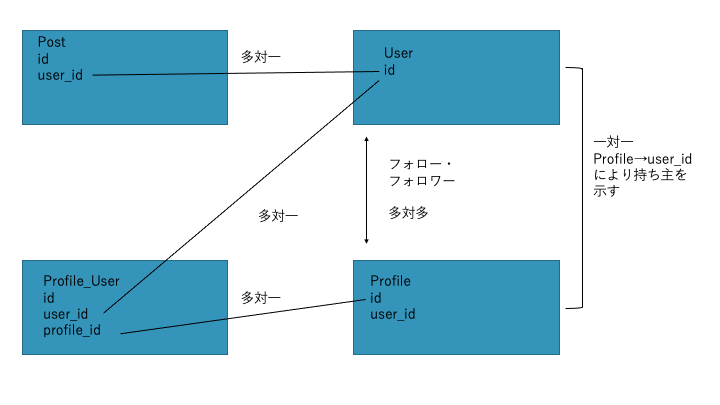 Post
id
user_id
多対一
User
id
一対一
Profile→user_id
により持ち主を
示す
フォロー・
フォロワー
多対多
多対一
Profile_User
id
user_id
profile_id
多対一
Profile
id
user_id